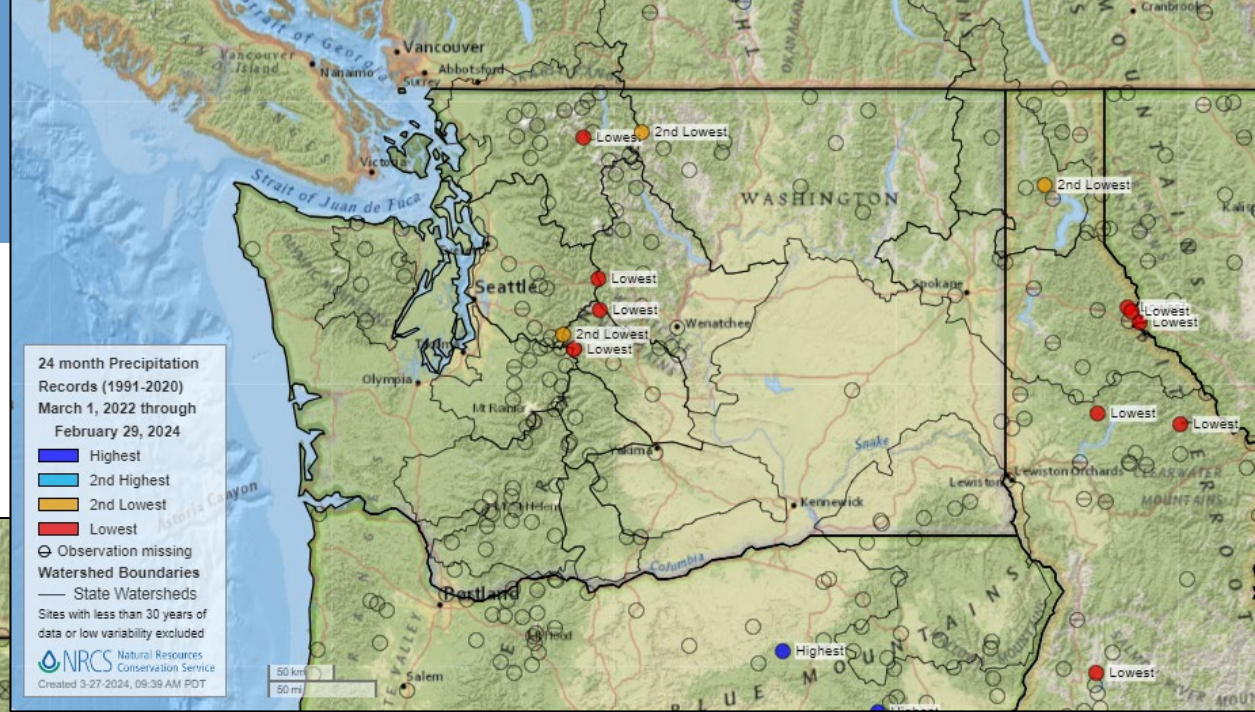 Cranbrook
Strait of Georgia
Vancouver
Vancouver
Island
Nanaimo
Surrey
Abbotsford
OKANAGAN
Victoria
Strait of Juan de Fuca
Lowest
2nd Lowest
2nd Lowest
WASHINGTON
Seattle
Lowest
Lowest
2nd Lowest
Lowest
Wenatchee
Spokane
Lowest
Lowest
Olympia
Mt Rainier
Yakima
Snake
Lowest
Lowest
Lewiston
Lewiston Orchards
CLEARWATER
MOUNTAINS
Kennewick
Astoria Canyon
Columbia
Portland
Salem
Highest
BLUE MOUNTAINS
Lowest
Highest
24 month Precipitation
Records (1991-2020)
March 1, 2022 through
February 29, 2024
Highest
2nd Highest
2nd Lowest
Lowest
Observation missing
Watershed Boundaries
State Watersheds
Sites with less than 30 years of
data or low variability excluded
NRCS Natural Resources
Conservation Service
Created 3-27-2024, 09:39 AM PDT
50 km
50 mi